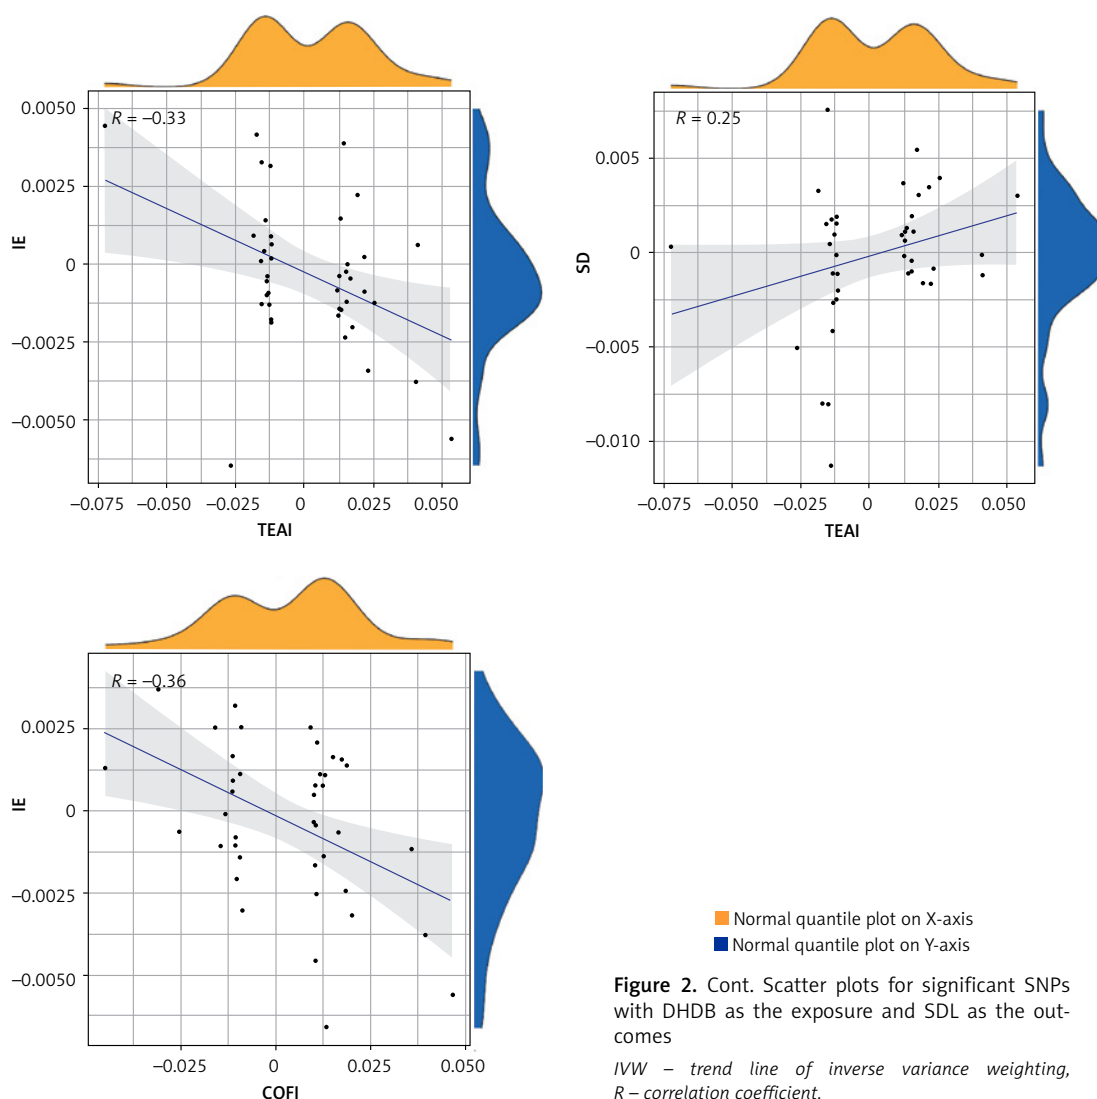 R = −0.33
0.0050
0.0025
0
−0.0025
−0.0050
IE
−0.075 −0.050 −0.025 0 0.025 0.050
TEAI
R = 0.25
0.005
0
−0.005
−0.010
SD
−0.075 −0.050 −0.025 0 0.025 0.050
TEAI
R = −0.36
0.0025
0
−0.0025
−0.0050
IE
−0.025 0 0.025 0.050
COFI
Normal quantile plot on X-axis
Normal quantile plot on Y-axis
Figure 2. Cont. Scatter plots for significant SNPs
with DHDB as the exposure and SDL as the out-
comes
IVW – trend line of inverse variance weighting,
R – correlation coefficient.